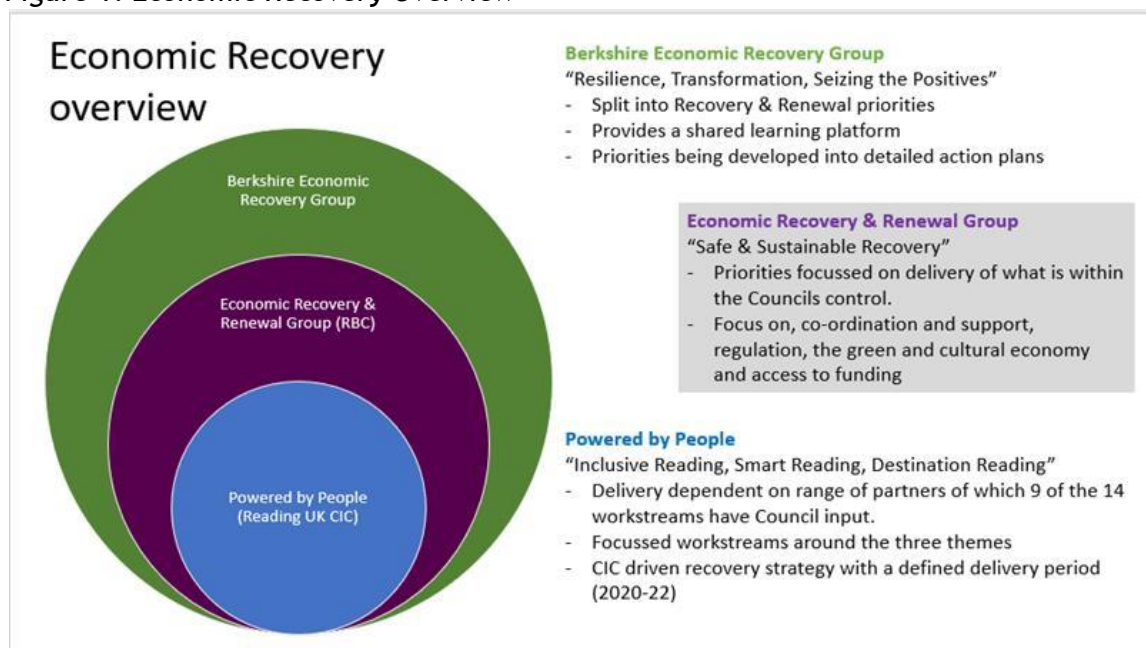 Figure 1: Economic Recovery Overview
Economic Recovery
overview
Berkshire Economic
Recovery Group
Economic Recovery &
Renewal Group (RBC)
Powered by People
(Reading UK CIC)
Berkshire Economic Recovery Group
“Resilience, Transformation, Seizing the Positives”
- Split into Recovery & Renewal priorities
- Provides a shared learning platform
- Priorities being developed into detailed action plans
Economic Recovery & Renewal Group
“Safe & Sustainable Recovery”
- Priorities focussed on delivery of what is within
the Councils control.
- Focus on, co-ordination and support,
regulation, the green and cultural economy
and access to funding
Powered by People
“Inclusive Reading, Smart Reading, Destination Reading”
- Delivery dependent on range of partners of which 9 of the 14
workstreams have Council input.
- Focussed workstreams around the three themes
- CIC driven recovery strategy with a defined delivery period
(2020-22)